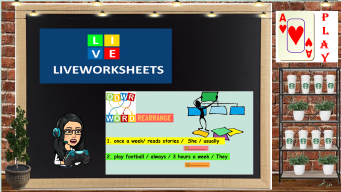 LIVE
LIVEWORKSHEETS
A
PLAY
A
WORD
REARRANGE
1. once a week/ reads stories / She / usually
2. play football / always / 3 hours a week / They